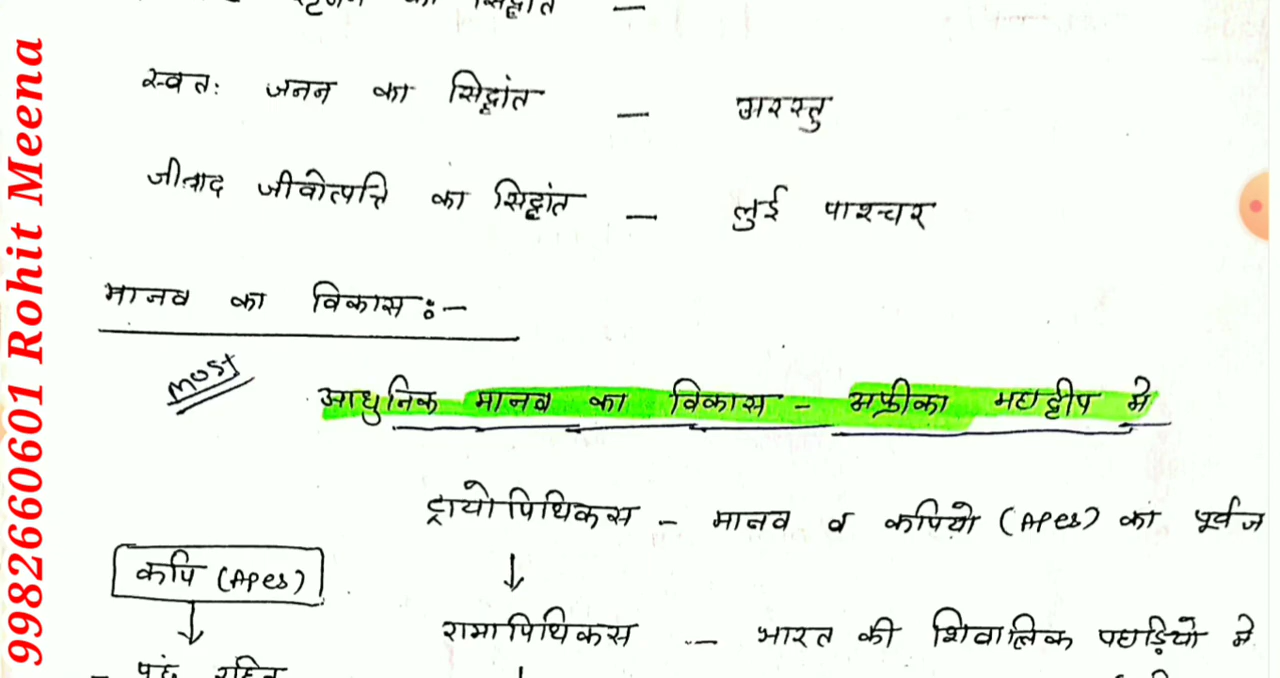 का सिद्धांत —
स्वतः जनन का सिद्धांत — अरस्तु
जीवाद जीवोत्पत्ति का सिद्धांत — लुई पाश्चर
मानव का विकास :-
MOST
आधुनिक मानव का विकास - अफ्रीका महाद्वीप मे
ड्रायोपिथिकस - मानव व कपियो (Apes) का पूर्वज
कपि (Apes)
रामापिथिकस - भारत की शिवालिक पहाड़ियो मे
पूंछ रहित
9982660601 Rohit Meena